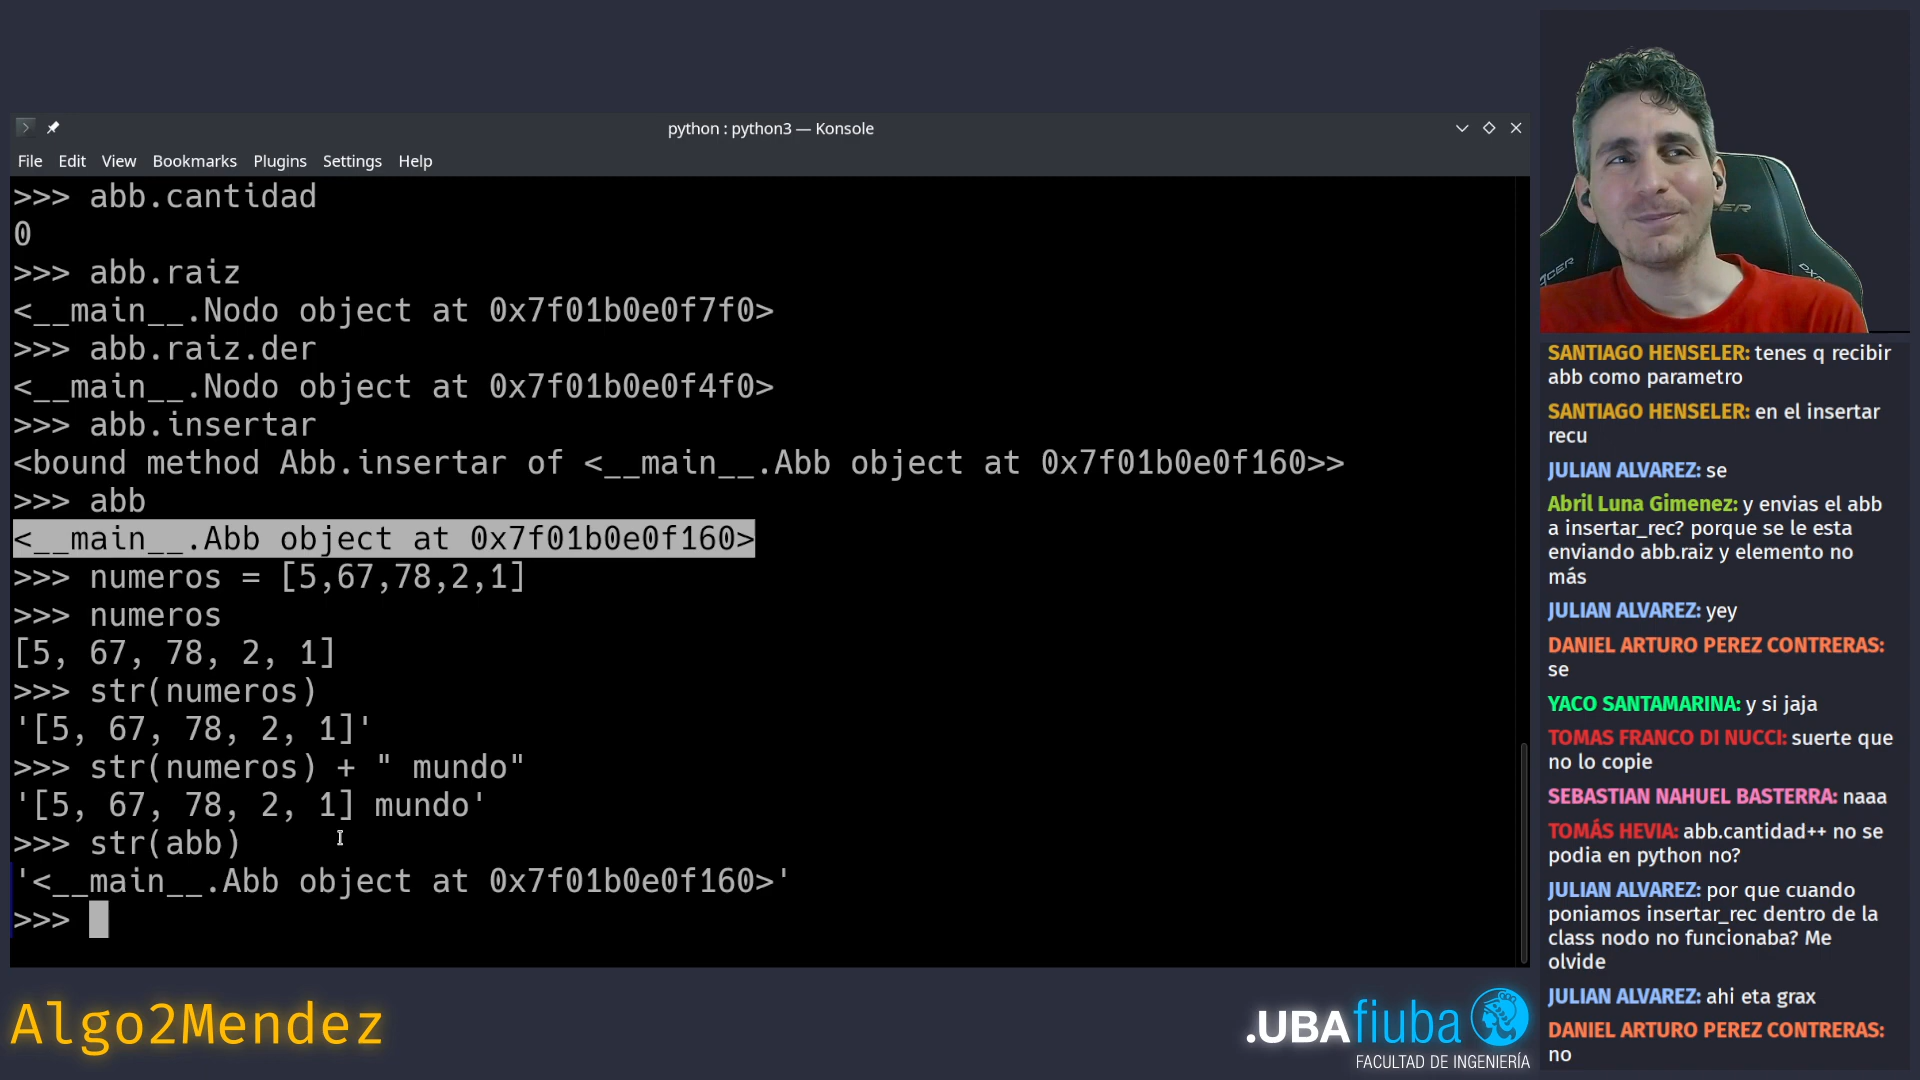 python : python3 — Konsole
File Edit View Bookmarks Plugins Settings Help
>>> abb.cantidad
0
>>> abb.raiz
<__main__.Nodo object at 0x7f01b0e0f7f0>
>>> abb.raiz.der
<__main__.Nodo object at 0x7f01b0e0f4f0>
>>> abb.insertar
<bound method Abb.insertar of <__main__.Abb object at 0x7f01b0e0f160>>
>>> abb
<__main__.Abb object at 0x7f01b0e0f160>
>>> numeros = [5,67,78,2,1]
>>> numeros
[5, 67, 78, 2, 1]
>>> str(numeros)
'[5, 67, 78, 2, 1]'
>>> str(numeros) + " mundo"
'[5, 67, 78, 2, 1] mundo'
>>> str(abb)
'<__main__.Abb object at 0x7f01b0e0f160>'
>>>
SANTIAGO HENSELER: tenes q recibir
abb como parametro
SANTIAGO HENSELER: en el insertar
recu
JULIAN ALVAREZ: se
Abril Luna Gimenez: y envias el abb
a insertar_rec? porque se le esta
enviando abb.raiz y elemento no
más
JULIAN ALVAREZ: yey
DANIEL ARTURO PEREZ CONTRERAS:
se
YACO SANTAMARINA: y si jaja
TOMAS FRANCO DI NUCCI: suerte que
no lo copie
SEBASTIAN NAHUEL BASTERRA: naaa
TOMÁS HEVIA: abb.cantidad++ no se
podia en python no?
JULIAN ALVAREZ: por que cuando
poniamos insertar_rec dentro de la
class nodo no funcionaba? Me
olvide
JULIAN ALVAREZ: ahi eta grax
DANIEL ARTURO PEREZ CONTRERAS:
no
Algo2Mendez
.UBAfiuba
FACULTAD DE INGENIERÍA